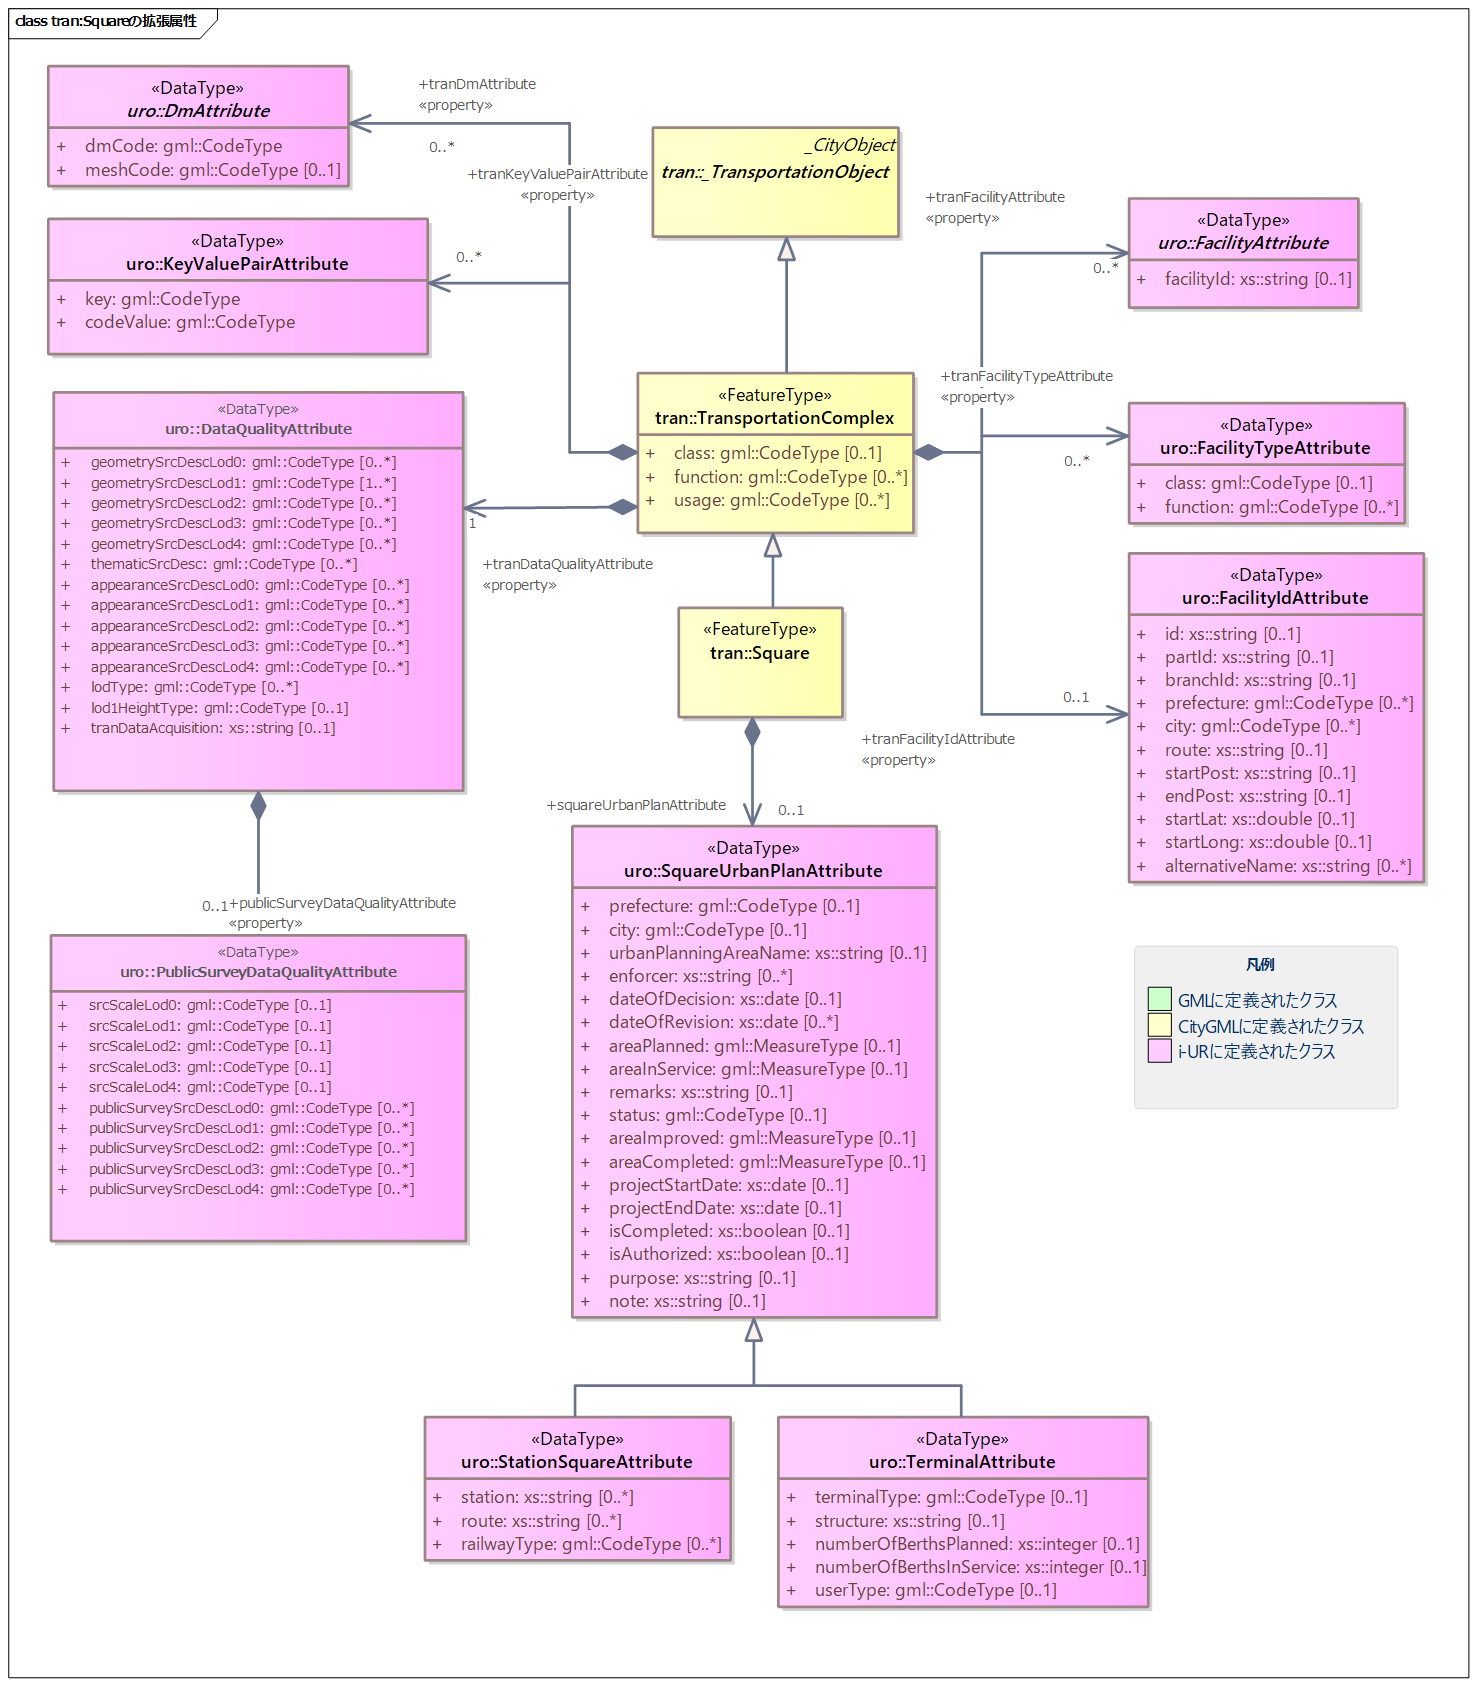 class tran:Squareの拡張属性
«DataType»
uro::DmAttribute
+ dmCode: gml::CodeType
+ meshCode: gml::CodeType [0..1]
+tranDmAttribute
«property»
0..*
+tranKeyValuePairAttribute
«property»
0..*
«DataType»
uro::KeyValuePairAttribute
+ key: gml::CodeType
+ codeValue: gml::CodeType
_CityObject
tran::_TransportationObject
+tranFacilityAttribute
«property»
0..*
«DataType»
uro::FacilityAttribute
+ facilityId: xs::string [0..1]
«FeatureType»
tran::TransportationComplex
+ class: gml::CodeType [0..1]
+ function: gml::CodeType [0..*]
+ usage: gml::CodeType [0..*]
+tranFacilityTypeAttribute
«property»
0..*
«DataType»
uro::FacilityTypeAttribute
+ class: gml::CodeType [0..1]
+ function: gml::CodeType [0..*]
«DataType»
uro::DataQualityAttribute
+ geometrySrcDescLod0: gml::CodeType [0..*]
+ geometrySrcDescLod1: gml::CodeType [1..*]
+ geometrySrcDescLod2: gml::CodeType [0..*]
+ geometrySrcDescLod3: gml::CodeType [0..*]
+ geometrySrcDescLod4: gml::CodeType [0..*]
+ thematicSrcDesc: gml::CodeType [0..*]
+ appearanceSrcDescLod0: gml::CodeType [0..*]
+ appearanceSrcDescLod1: gml::CodeType [0..*]
+ appearanceSrcDescLod2: gml::CodeType [0..*]
+ appearanceSrcDescLod3: gml::CodeType [0..*]
+ appearanceSrcDescLod4: gml::CodeType [0..*]
+ lodType: gml::CodeType [0..*]
+ lod1HeightType: gml::CodeType [0..1]
+ tranDataAcquisition: xs::string [0..1]
1
+tranDataQualityAttribute
«property»
«FeatureType»
tran::Square
«DataType»
uro::FacilityIdAttribute
+ id: xs::string [0..1]
+ partId: xs::string [0..1]
+ branchId: xs::string [0..1]
+ prefecture: gml::CodeType [0..*]
+ city: gml::CodeType [0..*]
+ route: xs::string [0..1]
+ startPost: xs::string [0..1]
+ endPost: xs::string [0..1]
+ startLat: xs::double [0..1]
+ startLong: xs::double [0..1]
+ alternativeName: xs::string [0..*]
0..1
+tranFacilityIdAttribute
«property»
+squareUrbanPlanAttribute
0..1
«DataType»
uro::SquareUrbanPlanAttribute
+ prefecture: gml::CodeType [0..1]
+ city: gml::CodeType [0..1]
+ urbanPlanningAreaName: xs::string [0..1]
+ enforcer: xs::string [0..*]
+ dateOfDecision: xs::date [0..1]
+ dateOfRevision: xs::date [0..*]
+ areaPlanned: gml::MeasureType [0..1]
+ areaInService: gml::MeasureType [0..1]
+ remarks: xs::string [0..1]
+ status: gml::CodeType [0..1]
+ areaImproved: gml::MeasureType [0..1]
+ areaCompleted: gml::MeasureType [0..1]
+ projectStartDate: xs::date [0..1]
+ projectEndDate: xs::date [0..1]
+ isCompleted: xs::boolean [0..1]
+ isAuthorized: xs::boolean [0..1]
+ purpose: xs::string [0..1]
+ note: xs::string [0..1]
0..1
+publicSurveyDataQualityAttribute
«property»
«DataType»
uro::PublicSurveyDataQualityAttribute
+ srcScaleLod0: gml::CodeType [0..1]
+ srcScaleLod1: gml::CodeType [0..1]
+ srcScaleLod2: gml::CodeType [0..1]
+ srcScaleLod3: gml::CodeType [0..1]
+ srcScaleLod4: gml::CodeType [0..1]
+ publicSurveySrcDescLod0: gml::CodeType [0..*]
+ publicSurveySrcDescLod1: gml::CodeType [0..*]
+ publicSurveySrcDescLod2: gml::CodeType [0..*]
+ publicSurveySrcDescLod3: gml::CodeType [0..*]
+ publicSurveySrcDescLod4: gml::CodeType [0..*]
凡例
GMLに定義されたクラス
CityGMLに定義されたクラス
i-URに定義されたクラス
«DataType»
uro::StationSquareAttribute
+ station: xs::string [0..*]
+ route: xs::string [0..*]
+ railwayType: gml::CodeType [0..*]
«DataType»
uro::TerminalAttribute
+ terminalType: gml::CodeType [0..1]
+ structure: xs::string [0..1]
+ numberOfBerthsPlanned: xs::integer [0..1]
+ numberOfBerthsInService: xs::integer [0..1]
+ userType: gml::CodeType [0..1]